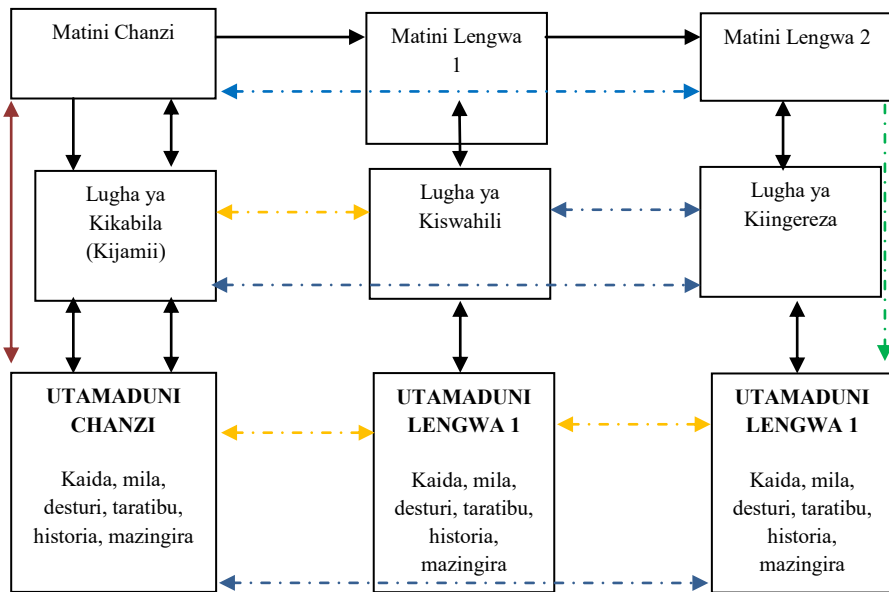 Matini Chanzi
Matini Lengwa
1
Matini Lengwa 2
Lugha ya
Kikabila
(Kijamii)
Lugha ya
Kiswahili
Lugha ya
Kiingereza
UTAMADUNI
CHANZI
Kaida, mila,
desturi, taratibu,
historia, mazingira
UTAMADUNI
LENGWA 1
Kaida, mila,
desturi, taratibu,
historia,
mazingira
UTAMADUNI
LENGWA 1
Kaida, mila,
desturi, taratibu,
historia,
mazingira